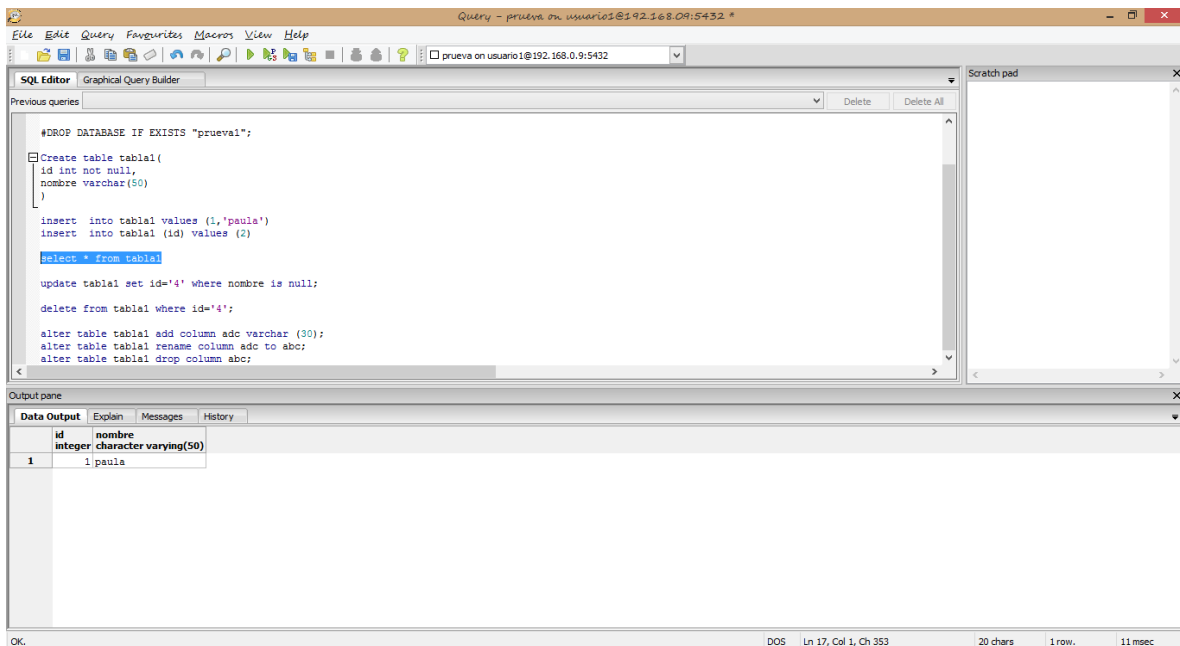 Query - prueva on usuario1@192.168.0.9:5432 *
File Edit Query Favourites Macros View Help
prueva on usuario1@192.168.0.9:5432
SQL Editor Graphical Query Builder
Scratch pad
Previous queries Delete Delete All
#DROP DATABASE IF EXISTS "prueva1";
Create table tabla1(
id int not null,
nombre varchar(50)
)
insert into tabla1 values (1,'paula')
insert into tabla1 (id) values (2)
select * from tabla1
update tabla1 set id='4' where nombre is null;
delete from tabla1 where id='4';
alter table tabla1 add column adc varchar (30);
alter table tabla1 rename column adc to abc;
alter table tabla1 drop column abc;
Output pane
Data Output Explain Messages History
id nombre
integer character varying(50)
1 1 paula
OK. DOS Ln 17, Col 1, Ch 353 20 chars 1 row. 11 msec